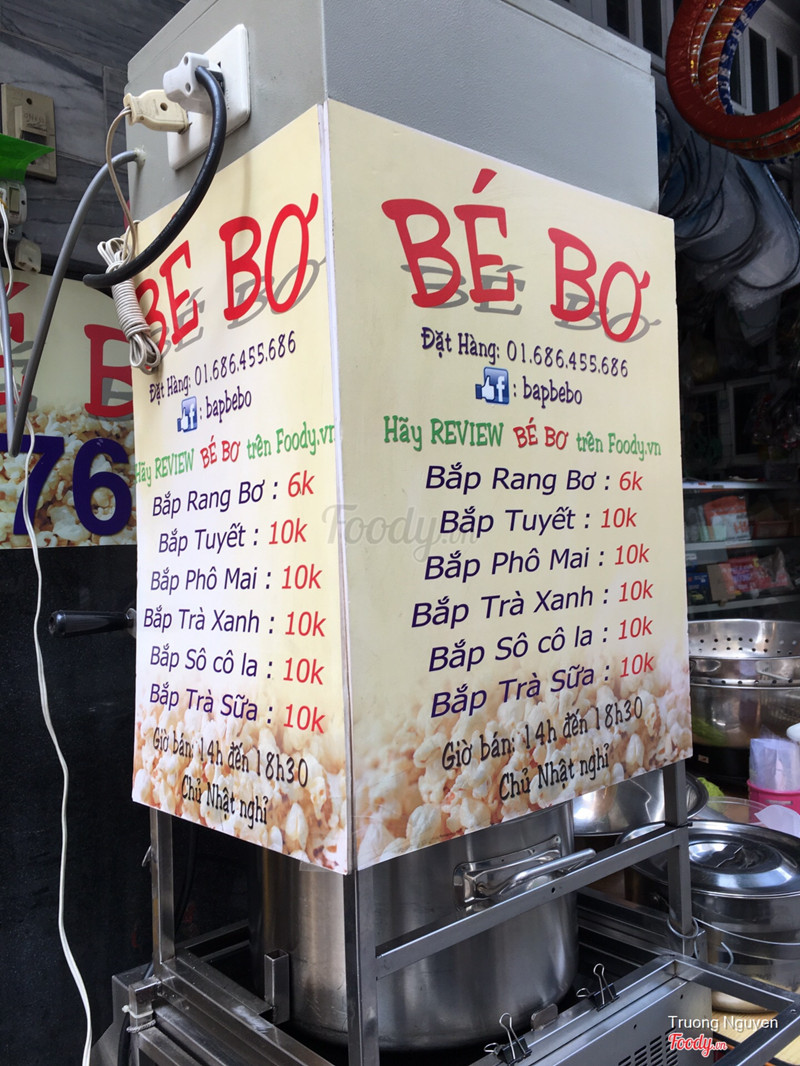 BÉ BƠ
Đặt Hàng: 01.686.455.686
f : bapbebo
Hãy REVIEW BÉ BƠ trên Foody.vn
Bắp Rang Bơ : 6k
Bắp Tuyết : 10k
Bắp Phô Mai : 10k
Bắp Trà Xanh : 10k
Bắp Sô cô la : 10k
Bắp Trà Sữa : 10k
Giờ bán: 14h đến 18h30
Chủ Nhật nghỉ
BÉ BƠ
Đặt Hàng: 01.686.455.686
f : bapbebo
Hãy REVIEW BÉ BƠ trên Foody.vn
Bắp Rang Bơ : 6k
Bắp Tuyết : 10k
Bắp Phô Mai : 10k
Bắp Trà Xanh : 10k
Bắp Sô cô la : 10k
Bắp Trà Sữa : 10k
Giờ bán: 14h đến 18h30
Chủ Nhật nghỉ
76
Foody.vn
Truong Nguyen
Foody.vn